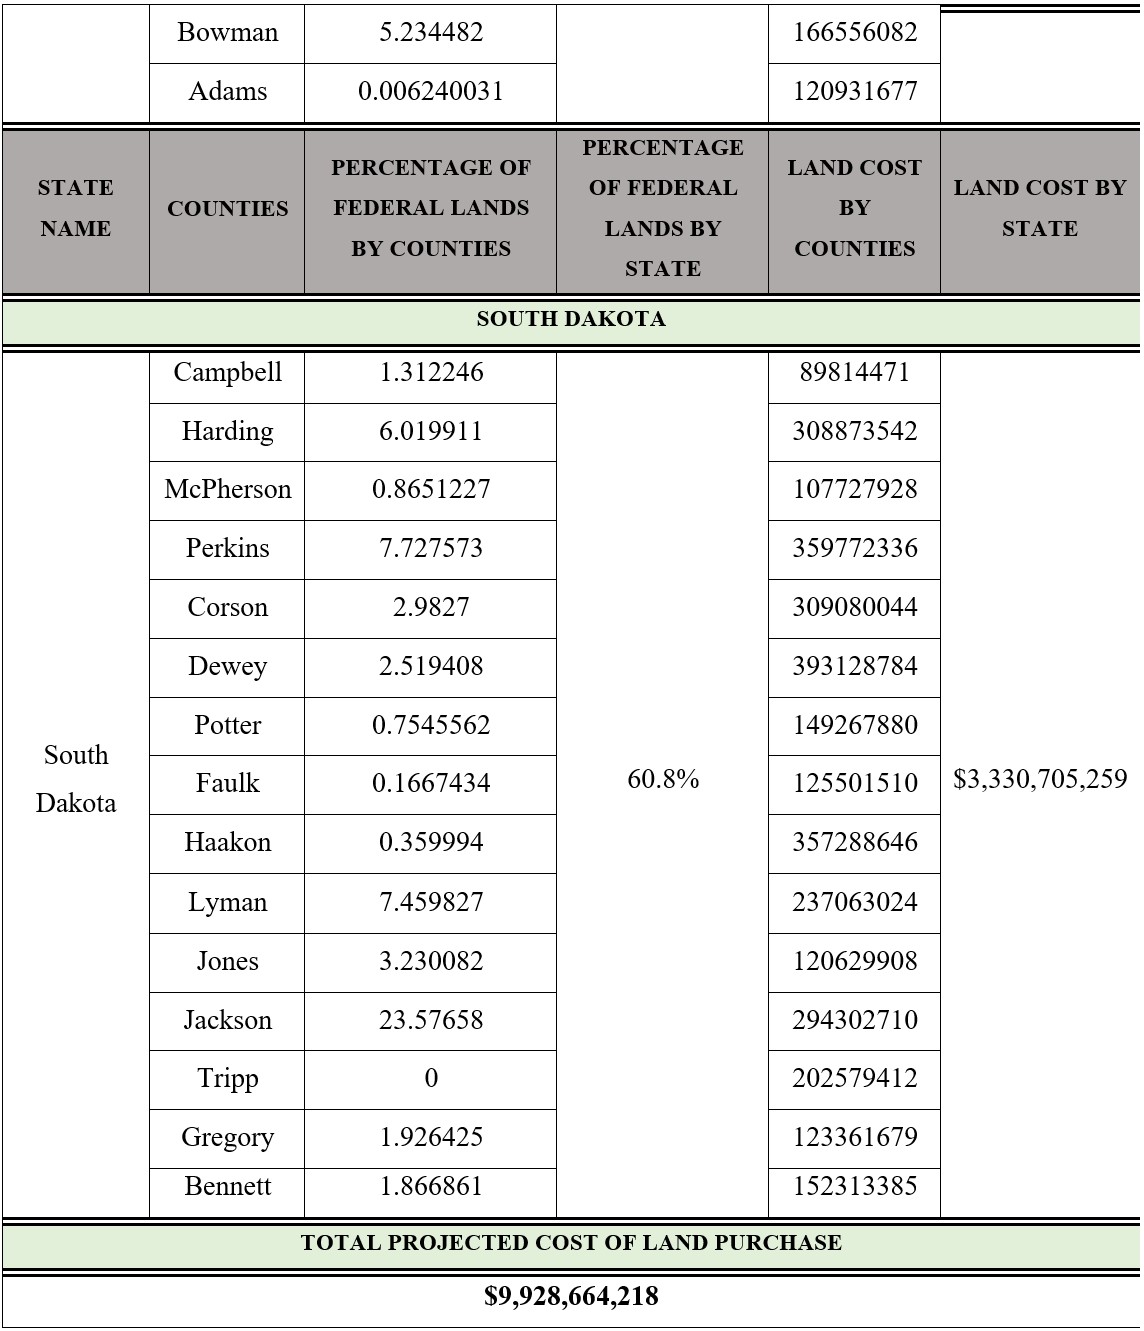 Bowman 5.234482 166556082
Adams 0.006240031 120931677
STATE NAME COUNTIES PERCENTAGE OF FEDERAL LANDS BY COUNTIES PERCENTAGE OF FEDERAL LANDS BY STATE LAND COST BY COUNTIES LAND COST BY STATE
SOUTH DAKOTA
Campbell 1.312246 89814471
Harding 6.019911 308873542
McPherson 0.8651227 107727928
Perkins 7.727573 359772336
Corson 2.9827 309080044
Dewey 2.519408 393128784
Potter 0.7545562 149267880
South Dakota
Faulk 0.1667434 60.8% 125501510 $3,330,705,259
Haakon 0.359994 357288646
Lyman 7.459827 237063024
Jones 3.230082 120629908
Jackson 23.57658 294302710
Tripp 0 202579412
Gregory 1.926425 123361679
Bennett 1.866861 152313385
TOTAL PROJECTED COST OF LAND PURCHASE
$9,928,664,218